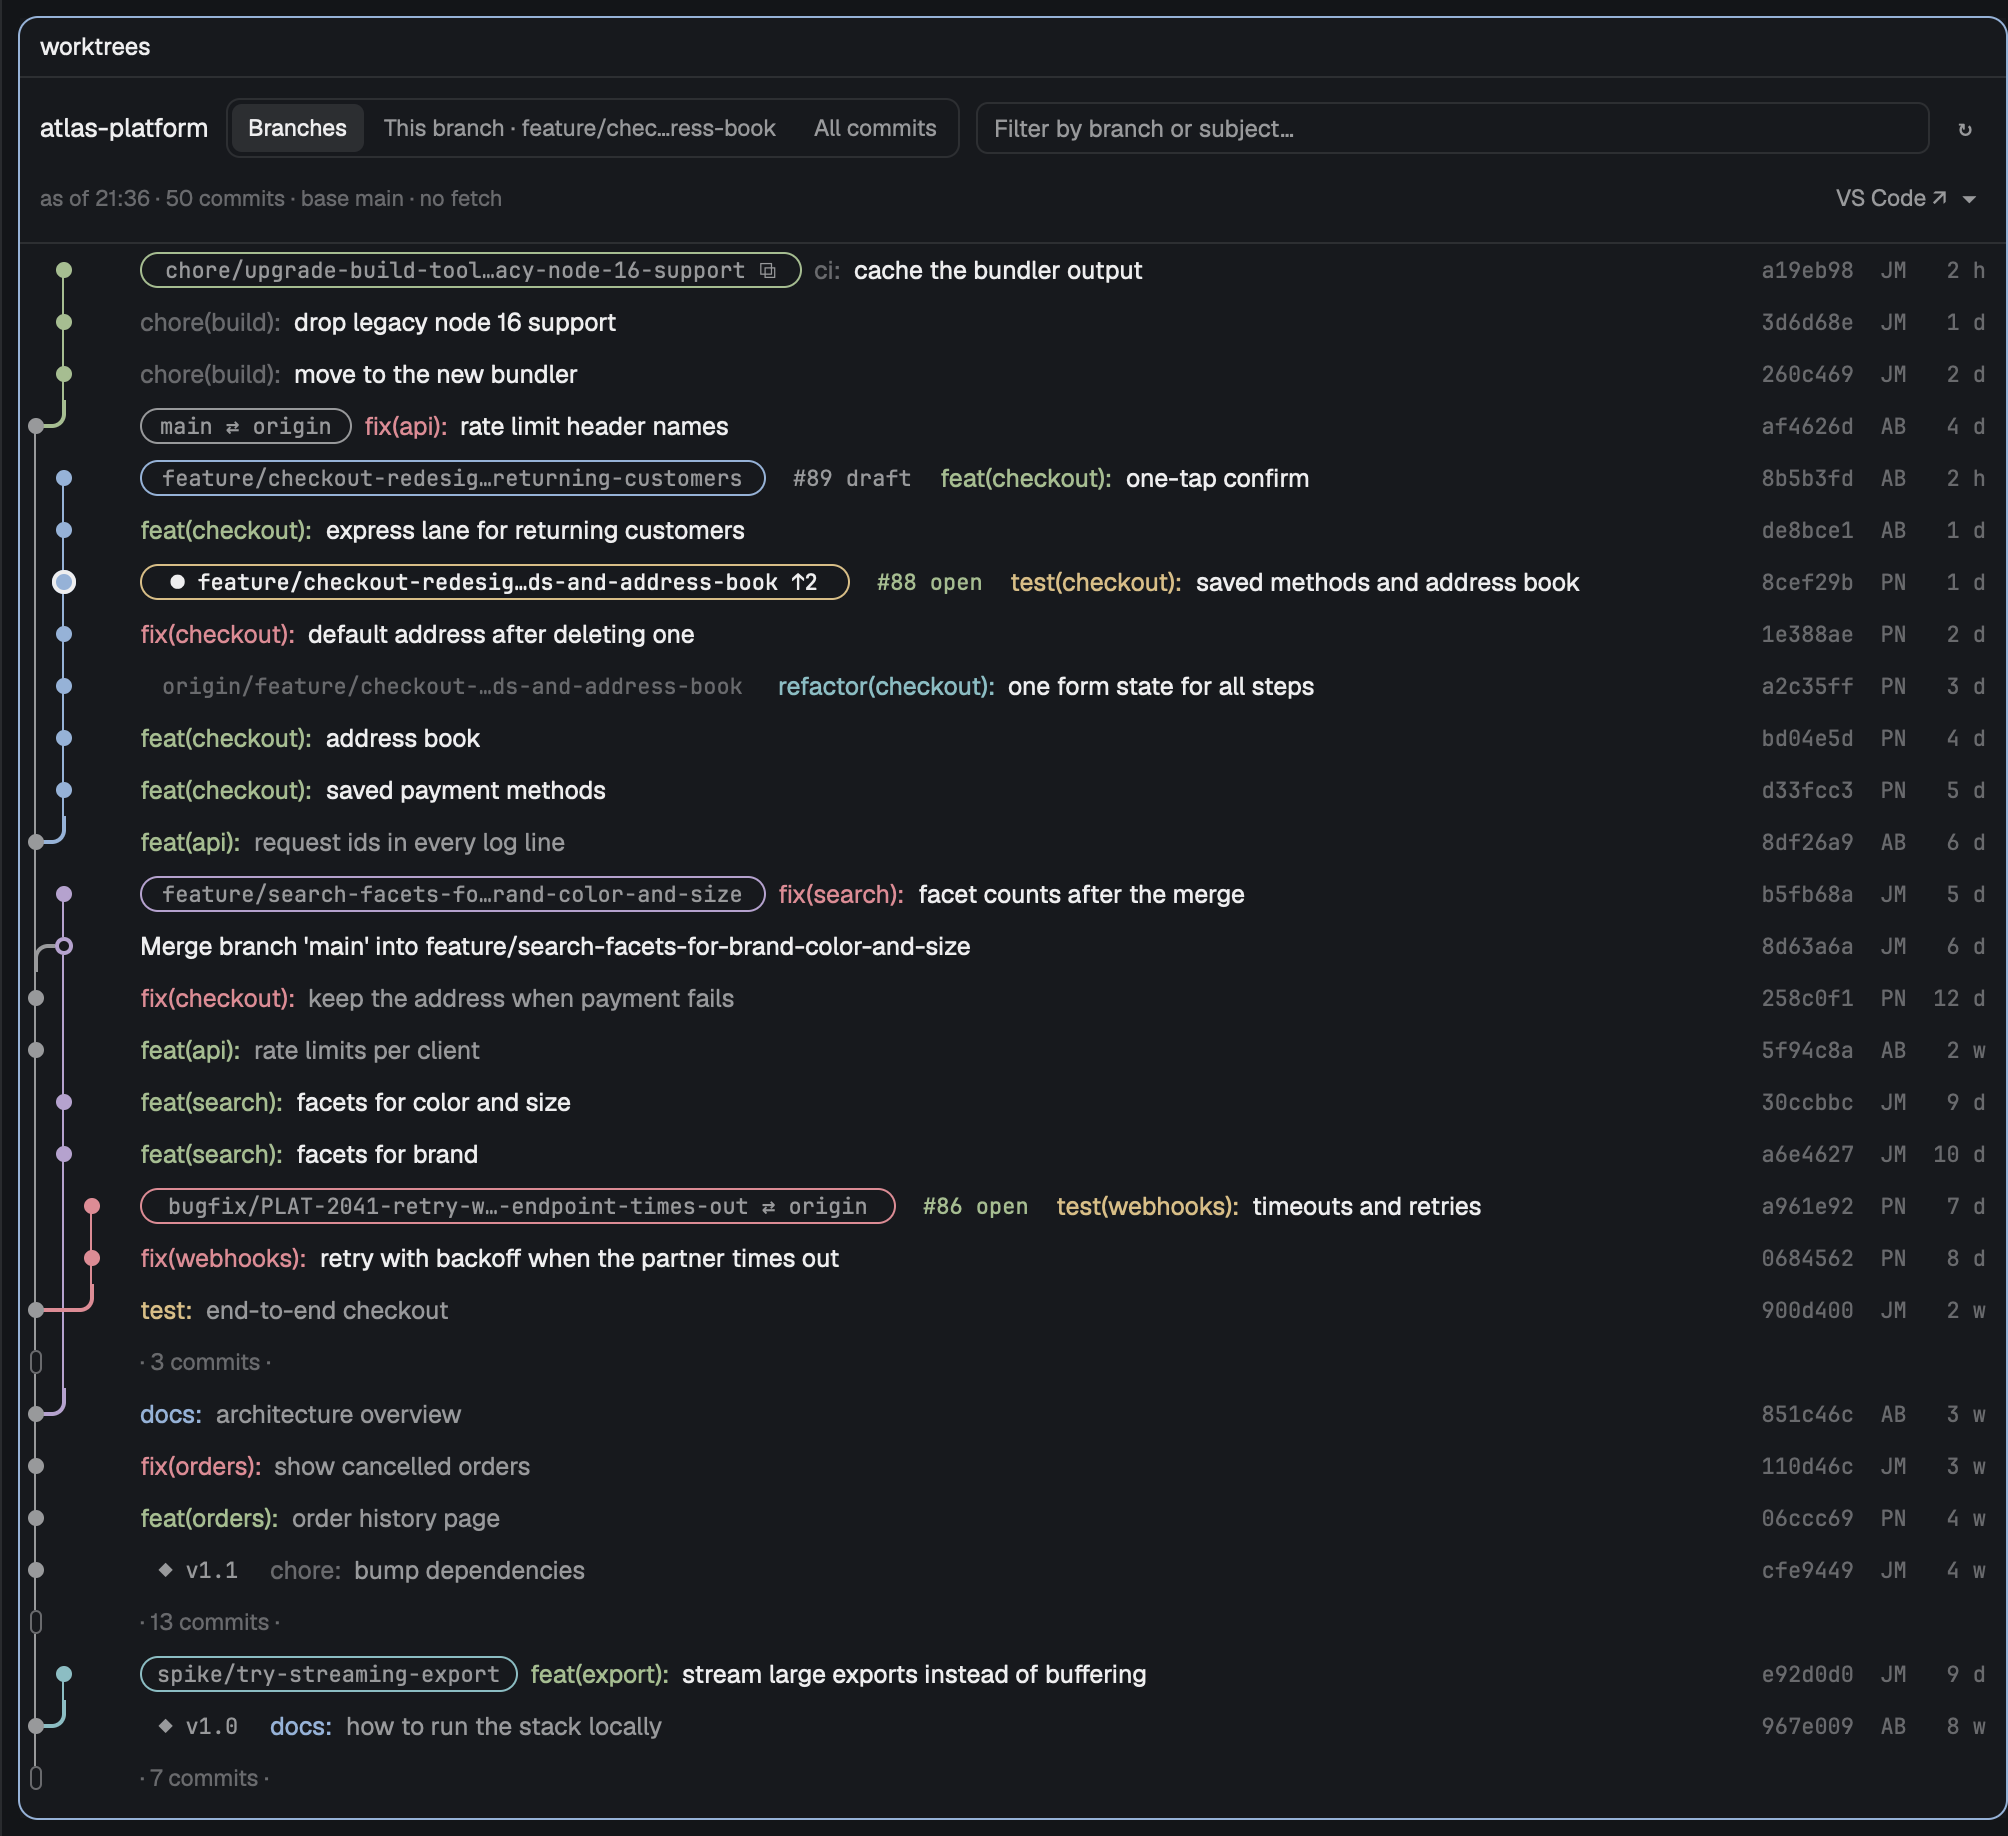 worktrees
atlas-platform Branches This branch · feature/chec…ress-book All commits Filter by branch or subject… ↻
as of 21:36 · 50 commits · base main · no fetch VS Code ↗
chore/upgrade-build-tool…acy-node-16-support ci: cache the bundler output a19eb98 JM 2 h
chore(build): drop legacy node 16 support 3d6d68e JM 1 d
chore(build): move to the new bundler 260c469 JM 2 d
main ⇄ origin fix(api): rate limit header names af4626d AB 4 d
feature/checkout-redesig…returning-customers #89 draft feat(checkout): one-tap confirm 8b5b3fd AB 2 h
feat(checkout): express lane for returning customers de8bce1 AB 1 d
● feature/checkout-redesig…ds-and-address-book ↑2 #88 open test(checkout): saved methods and address book 8cef29b PN 1 d
fix(checkout): default address after deleting one 1e388ae PN 2 d
origin/feature/checkout-…ds-and-address-book refactor(checkout): one form state for all steps a2c35ff PN 3 d
feat(checkout): address book bd04e5d PN 4 d
feat(checkout): saved payment methods d33fcc3 PN 5 d
feat(api): request ids in every log line 8df26a9 AB 6 d
feature/search-facets-fo…rand-color-and-size fix(search): facet counts after the merge b5fb68a JM 5 d
Merge branch 'main' into feature/search-facets-for-brand-color-and-size 8d63a6a JM 6 d
fix(checkout): keep the address when payment fails 258c0f1 PN 12 d
feat(api): rate limits per client 5f94c8a AB 2 w
feat(search): facets for color and size 30ccbbc JM 9 d
feat(search): facets for brand a6e4627 JM 10 d
bugfix/PLAT-2041-retry-w…-endpoint-times-out ⇄ origin #86 open test(webhooks): timeouts and retries a961e92 PN 7 d
fix(webhooks): retry with backoff when the partner times out 0684562 PN 8 d
test: end-to-end checkout 900d400 JM 2 w
· 3 commits ·
docs: architecture overview 851c46c AB 3 w
fix(orders): show cancelled orders 110d46c JM 3 w
feat(orders): order history page 06ccc69 PN 4 w
◆ v1.1 chore: bump dependencies cfe9449 JM 4 w
· 13 commits ·
spike/try-streaming-export feat(export): stream large exports instead of buffering e92d0d0 JM 9 d
◆ v1.0 docs: how to run the stack locally 967e009 AB 8 w
· 7 commits ·